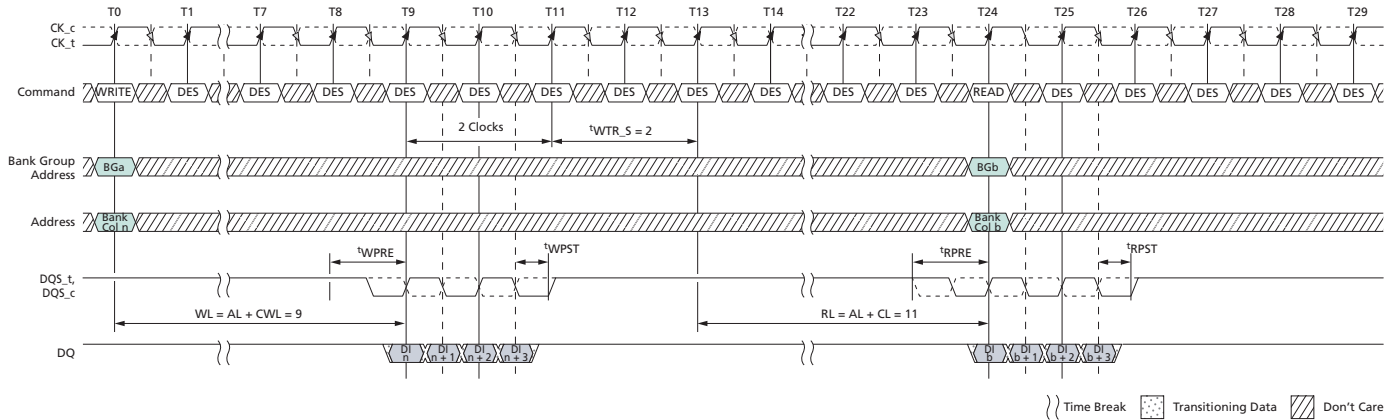 T0 T1 T7 T8 T9 T10 T11 T12 T13 T14 T22 T23 T24 T25 T26 T27 T28 T29
CK_c
CK_t
Command WRITE DES DES DES DES DES DES DES DES DES DES DES READ DES DES DES DES DES
2 Clocks tWTR_S = 2
Bank Group
Address BGa BGb
Address Bank
Col n Bank
Col b
tWPRE tWPST tRPRE tRPST
DQS_t,
DQS_c
WL = AL + CWL = 9 RL = AL + CL = 11
DQ DI
n DI
n + 1 DI
n + 2 DI
n + 3 DI
b DI
b + 1 DI
b + 2 DI
b + 3
Time Break Transitioning Data Don't Care